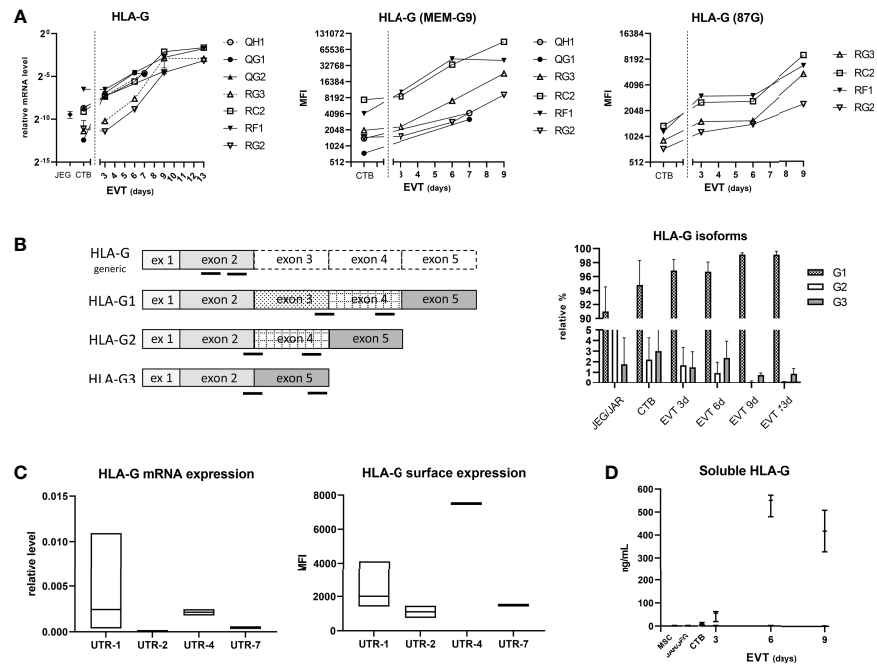 A
HLA-G
relative mRNA level
2^0
2^-5
2^-10
2^-15
JEG CTB 3 4 5 6 7 8 9 10 11 12 13
EVT (days)
QH1
QG1
QG2
RG3
RC2
RF1
RG2
HLA-G (MEM-G9)
MFI
131072
65536
32768
16384
8192
4096
2048
1024
512
CTB 3 4 5 6 7 8 9
EVT (days)
QH1
QG1
RG3
RC2
RF1
RG2
HLA-G (87G)
MFI
16384
8192
4096
2048
1024
512
CTB 3 4 5 6 7 8 9
EVT (days)
RG3
RC2
RF1
RG2
B
HLA-G
generic
ex 1 exon 2 exon 3 exon 4 exon 5
HLA-G1 ex 1 exon 2 exon 3 exon 4 exon 5
HLA-G2 ex 1 exon 2 exon 4 exon 5
HLA-G3 ex 1 exon 2 exon 5
HLA-G isoforms
relative %
100
98
96
94
92
90
5
4
3
2
1
0
JEG/JAR CTB EVT 3d EVT 6d EVT 9d EVT 13d
G1
G2
G3
C
HLA-G mRNA expression
relative level
0.015
0.010
0.005
0.000
UTR-1 UTR-2 UTR-4 UTR-7
HLA-G surface expression
MFI
8000
6000
4000
2000
0
UTR-1 UTR-2 UTR-4 UTR-7
D
Soluble HLA-G
ng/mL
600
500
400
300
200
100
0
MSC JAR/JEG CTB 3 6 9
EVT (days)